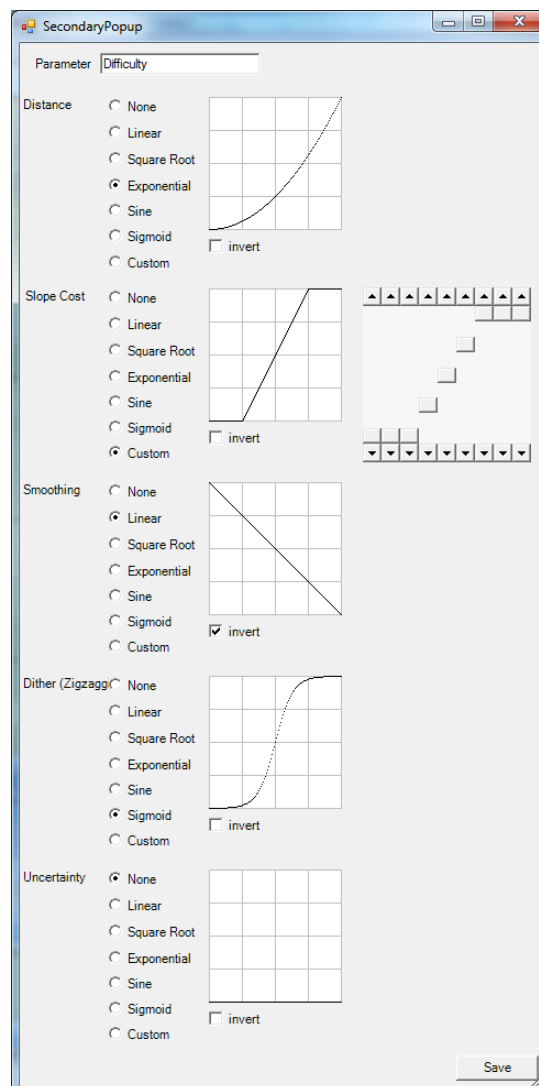 SecondaryPopup
Parameter Difficulty
Distance
None
Linear
Square Root
Exponential
Sine
Sigmoid
Custom
invert
Slope Cost
None
Linear
Square Root
Exponential
Sine
Sigmoid
Custom
invert
Smoothing
None
Linear
Square Root
Exponential
Sine
Sigmoid
Custom
invert
Dither (Zigzagg
None
Linear
Square Root
Exponential
Sine
Sigmoid
Custom
invert
Uncertainty
None
Linear
Square Root
Exponential
Sine
Sigmoid
Custom
invert
Save